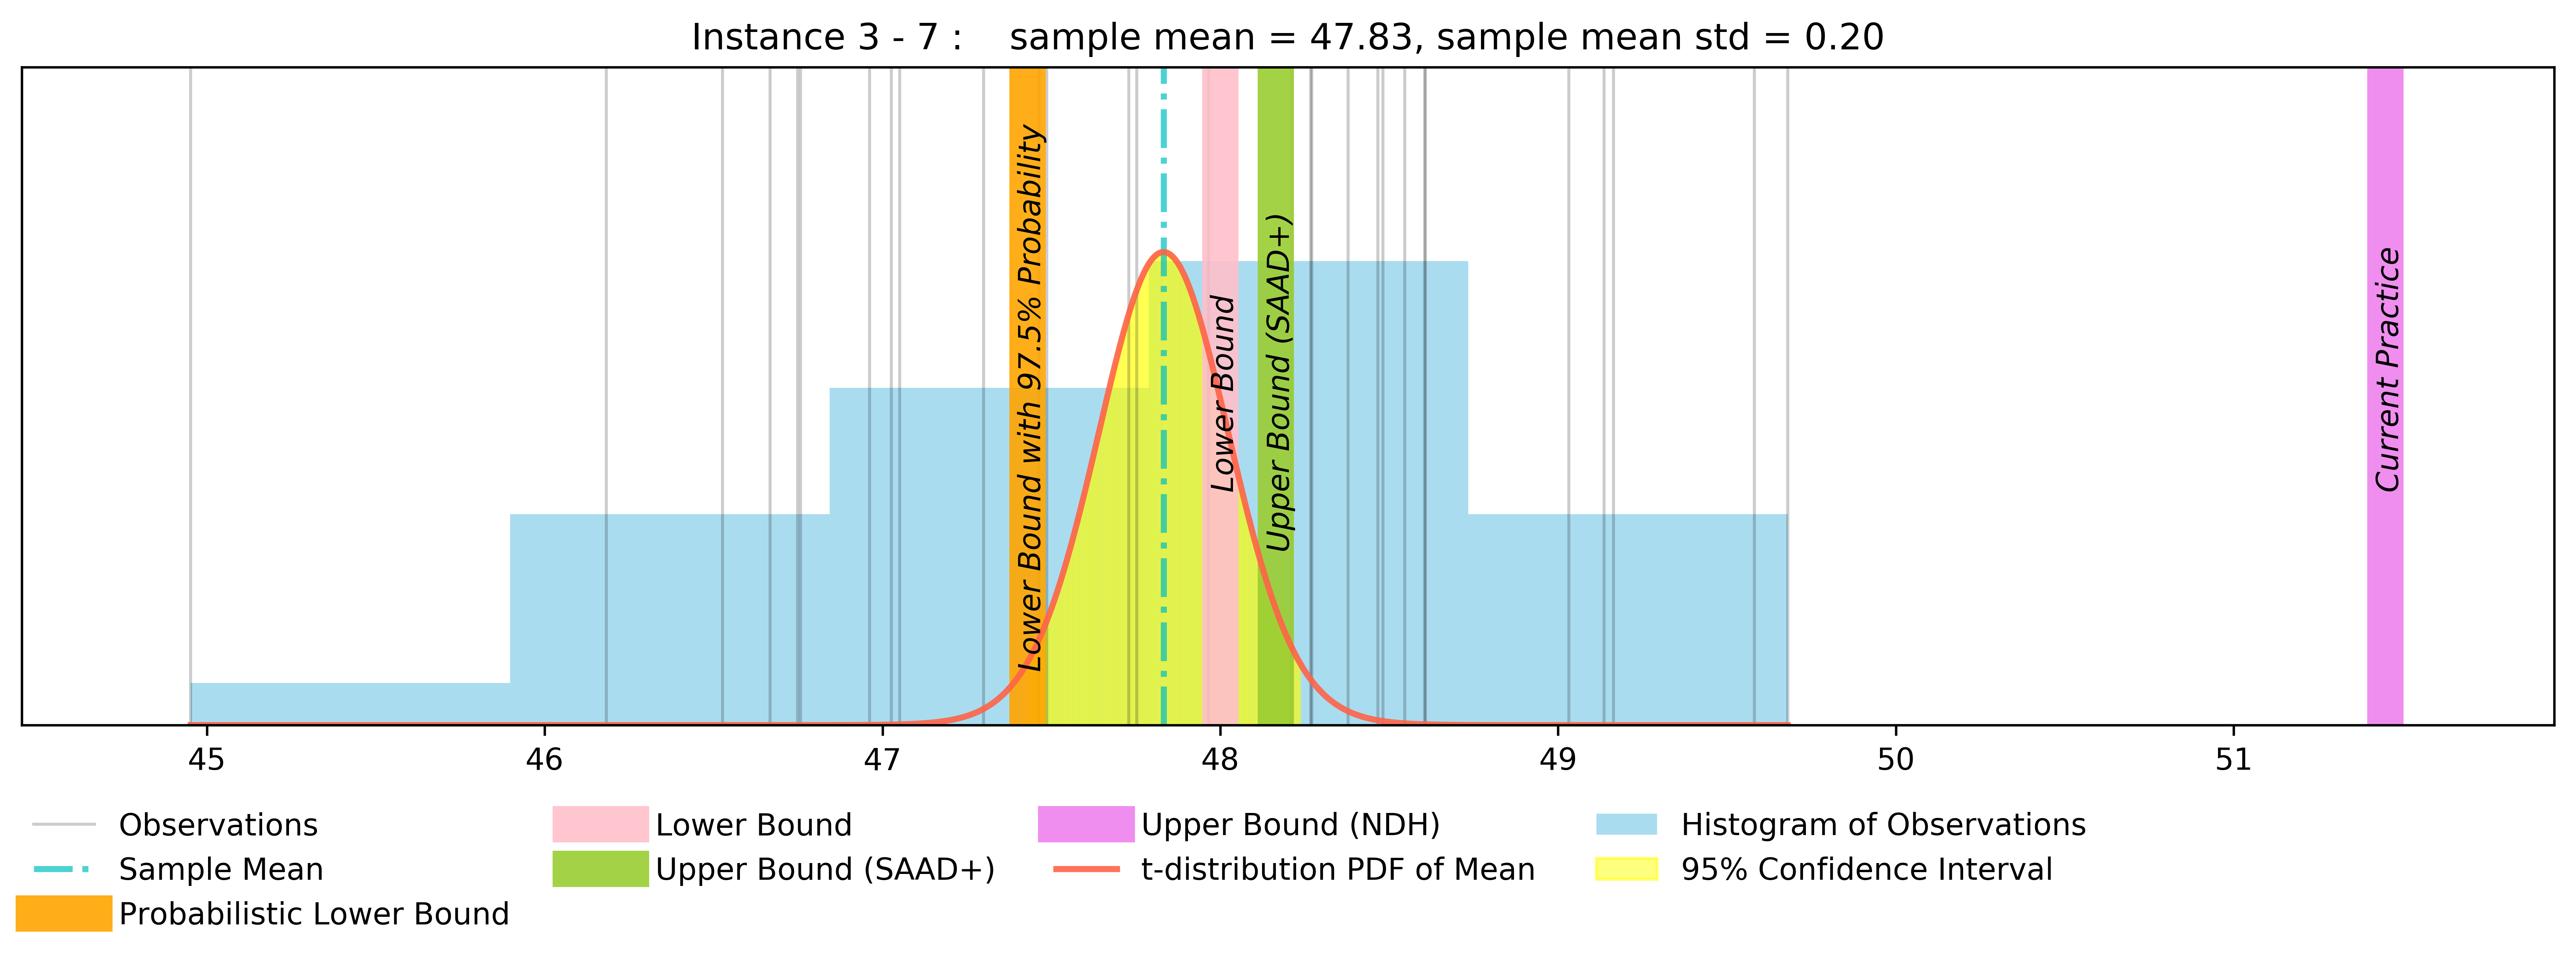 Instance 3 - 7 :    sample mean = 47.83, sample mean std = 0.20
Lower Bound with 97.5% Probability
Lower Bound
Upper Bound (SAAD+)
Current Practice
45 46 47 48 49 50 51
Observations
Sample Mean
Probabilistic Lower Bound
Lower Bound
Upper Bound (SAAD+)
Upper Bound (NDH)
t-distribution PDF of Mean
Histogram of Observations
95% Confidence Interval